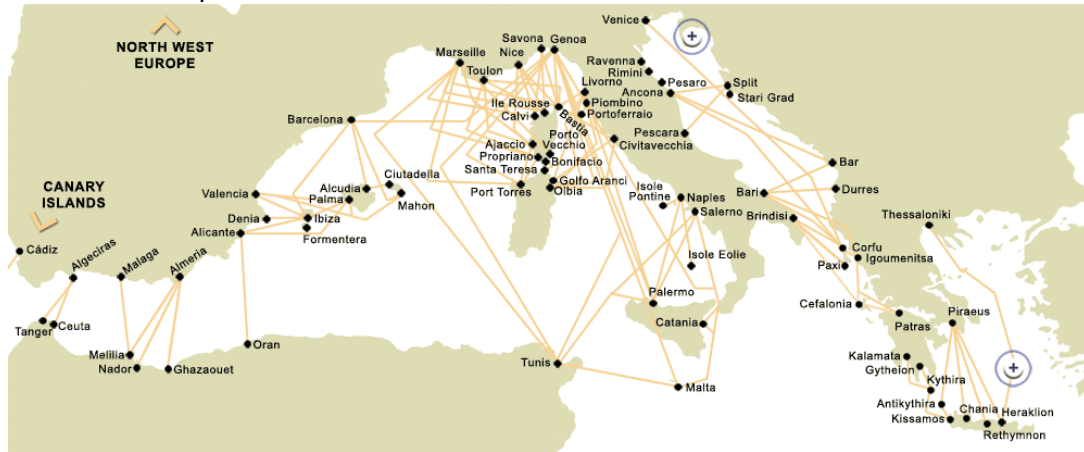 Venice
NORTH WEST
EUROPE
Savona
Genoa
Nice
Marseille
Toulon
Ravenna
Rimini
Pesaro
Ancona
Split
Stari Grad
Livorno
Piombino
Portoferraio
Ile Rousse
Calvi
Bastia
Barcelona
Pescara
Civitavecchia
Porto
Vecchio
Ajaccio
Propriano
Bonifacio
Santa Teresa
Golfo Aranci
Olbia
Port Torres
Bar
Durres
Bari
Brindisi
CANARY
ISLANDS
Ciutadella
Alcudia
Palma
Mahon
Valencia
Denia
Ibiza
Formentera
Alicante
Isole
Pontine
Naples
Salerno
Thessaloniki
Cádiz
Algeciras
Malaga
Almeria
Isole Eolie
Corfu
Igoumenitsa
Paxi
Palermo
Catania
Cefalonia
Patras
Piraeus
Tanger
Ceuta
Oran
Melilia
Nador
Ghazaouet
Tunis
Malta
Kalamata
Gytheion
Kythira
Antikythira
Kissamos
Chania
Heraklion
Rethymnon